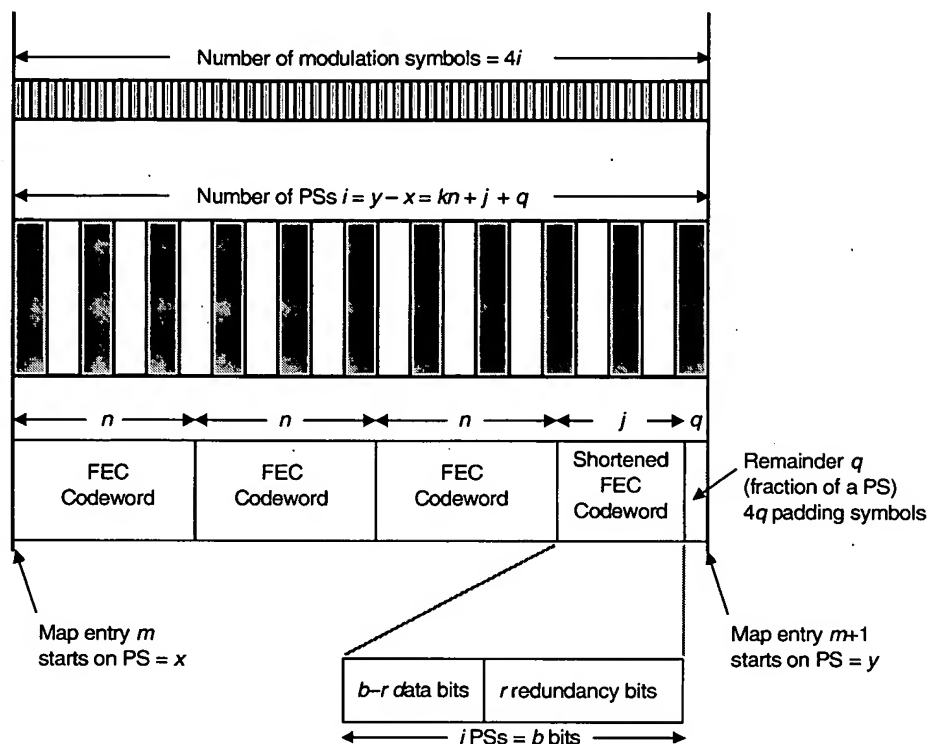 Number of modulation symbols = 4i
Number of PSs i = y – x = kn + j + q
n
n
n
j
q
FEC
Codeword
FEC
Codeword
FEC
Codeword
Shortened
FEC
Codeword
Remainder q
(fraction of a PS)
4q padding symbols
Map entry m
starts on PS = x
Map entry m+1
starts on PS = y
b–r data bits
r redundancy bits
i PSs = b bits